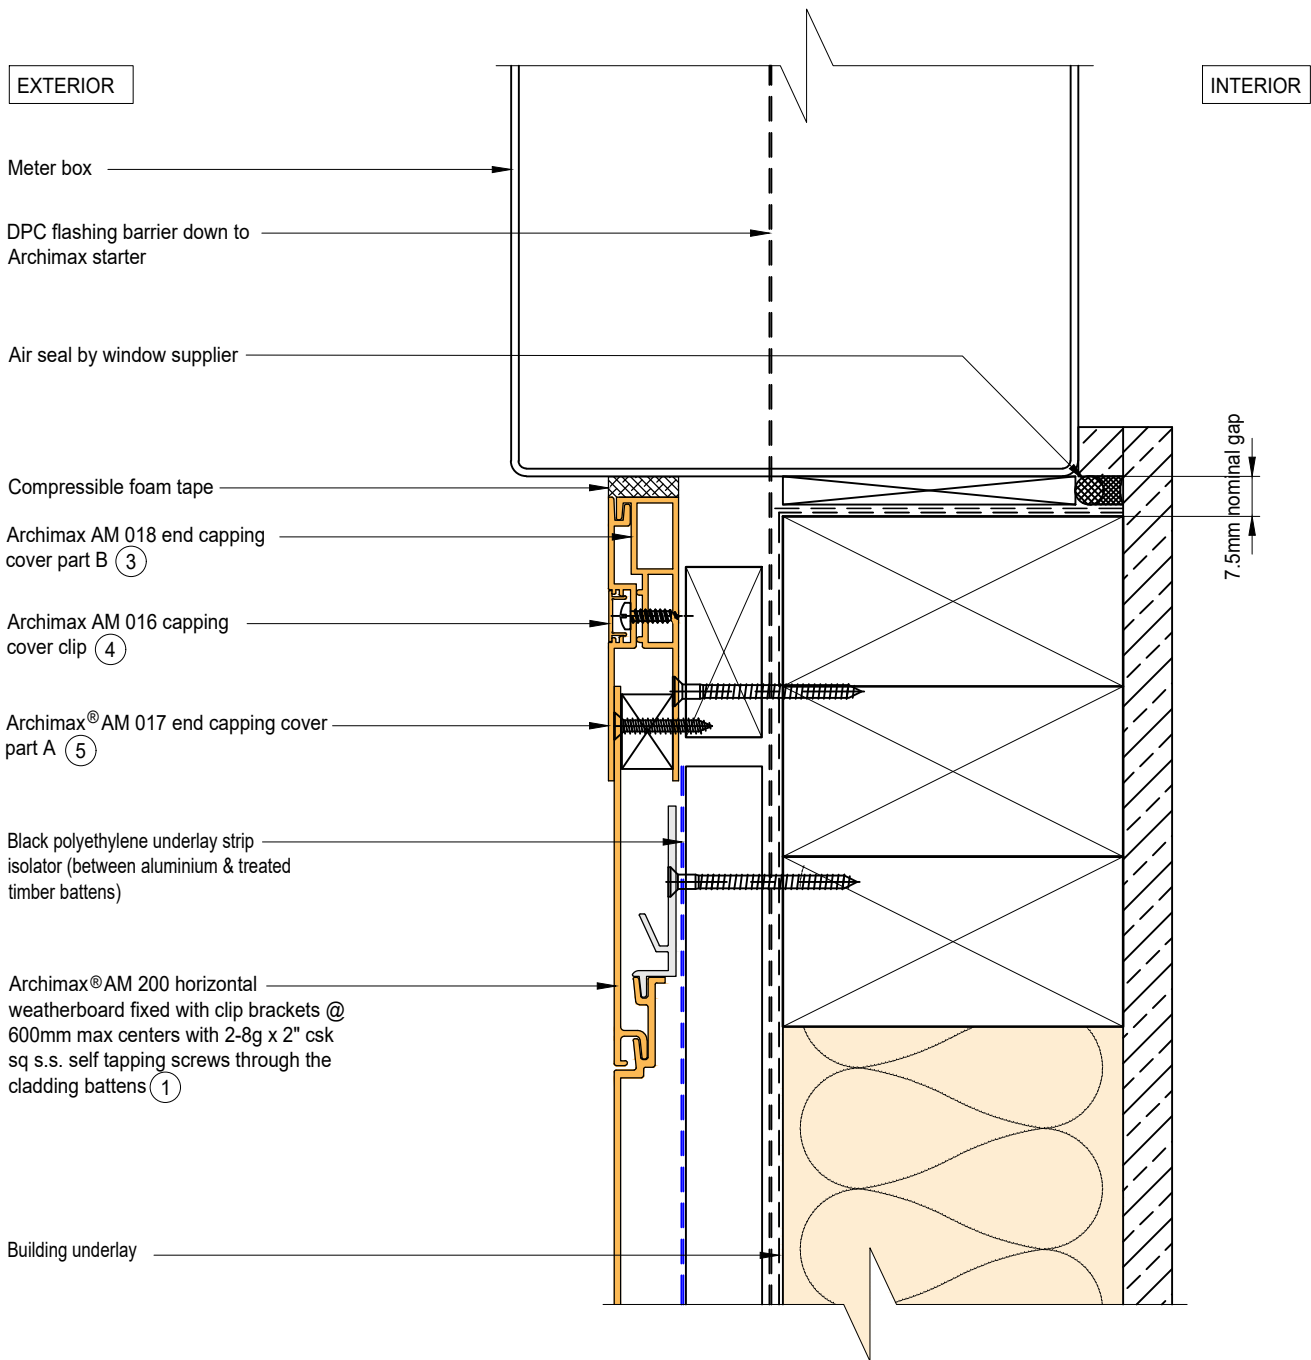 EXTERIOR
INTERIOR
Meter box
DPC flashing barrier down to
Archimax starter
Air seal by window supplier
7.5mm nominal gap
Compressible foam tape
Archimax AM 018 end capping
cover part B 3
Archimax AM 016 capping
cover clip 4
Archimax® AM 017 end capping cover
part A 5
Black polyethylene underlay strip
isolator (between aluminium & treated
timber battens)
Archimax® AM 200 horizontal
weatherboard fixed with clip brackets @
600mm max centers with 2-8g x 2" csk
sq s.s. self tapping screws through the
cladding battens 1
Building underlay